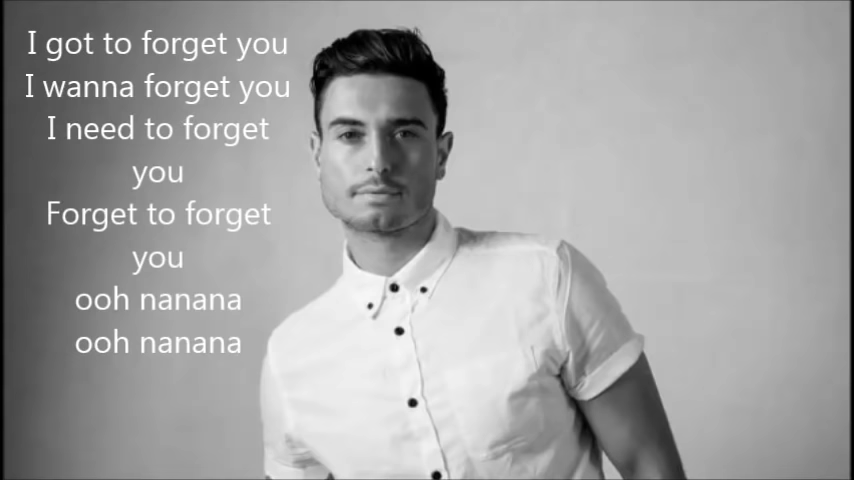 I got to forget you
I wanna forget you
I need to forget
you
Forget to forget
you
ooh nanana
ooh nanana